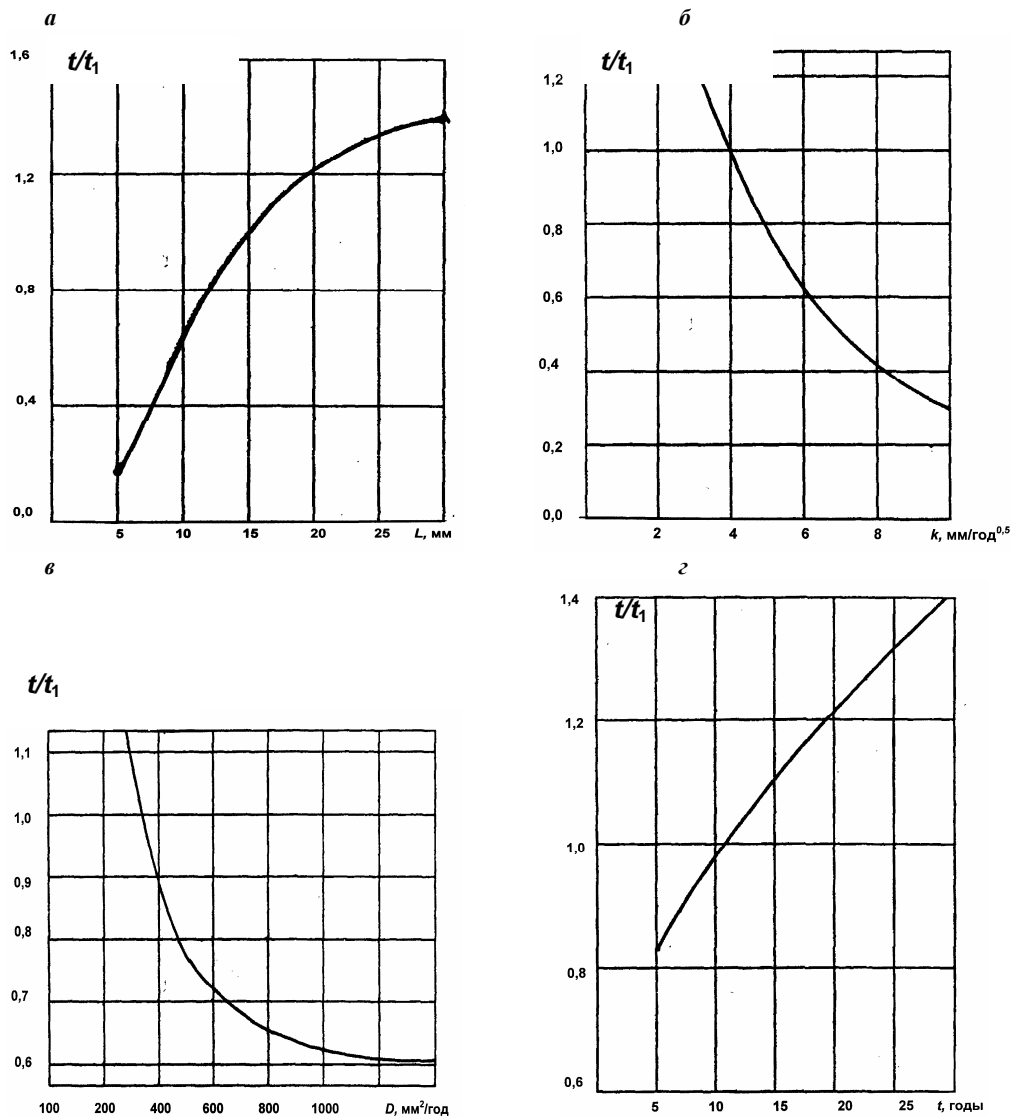 а
t/t1
1,6
1,2
0,8
0,4
0,0
5 10 15 20 25 L, мм
б
t/t1
1,2
1,0
0,8
0,6
0,4
0,2
0,0
2 4 6 8 k, мм/год0,5
в
t/t1
1,1
1,0
0,9
0,8
0,7
0,6
100 200 400 600 800 1000 D, мм2/год
г
t/t1
1,4
1,2
1,0
0,8
0,6
5 10 15 20 25 t, годы